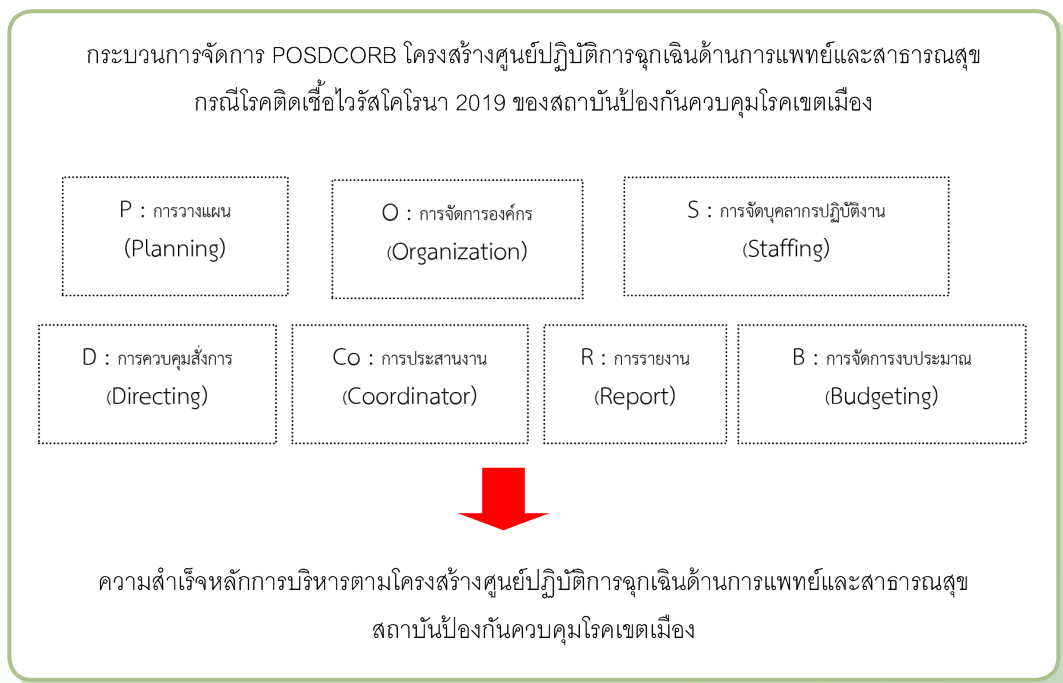 กระบวนการจัดการ POSDCORB โครงสร้างศูนย์ปฏิบัติการฉุกเฉินด้านการแพทย์และสาธารณสุข
กรณีโรคติดเชื้อไวรัสโคโรนา 2019 ของสถาบันป้องกันควบคุมโรคเขตเมือง
P : การวางแผน
(Planning)
O : การจัดการองค์กร
(Organization)
S : การจัดบุคลากรปฏิบัติงาน
(Staffing)
D : การควบคุมสั่งการ
(Directing)
Co : การประสานงาน
(Coordinator)
R : การรายงาน
(Report)
B : การจัดการงบประมาณ
(Budgeting)
ความสำเร็จหลักการบริหารตามโครงสร้างศูนย์ปฏิบัติการฉุกเฉินด้านการแพทย์และสาธารณสุข
สถาบันป้องกันควบคุมโรคเขตเมือง